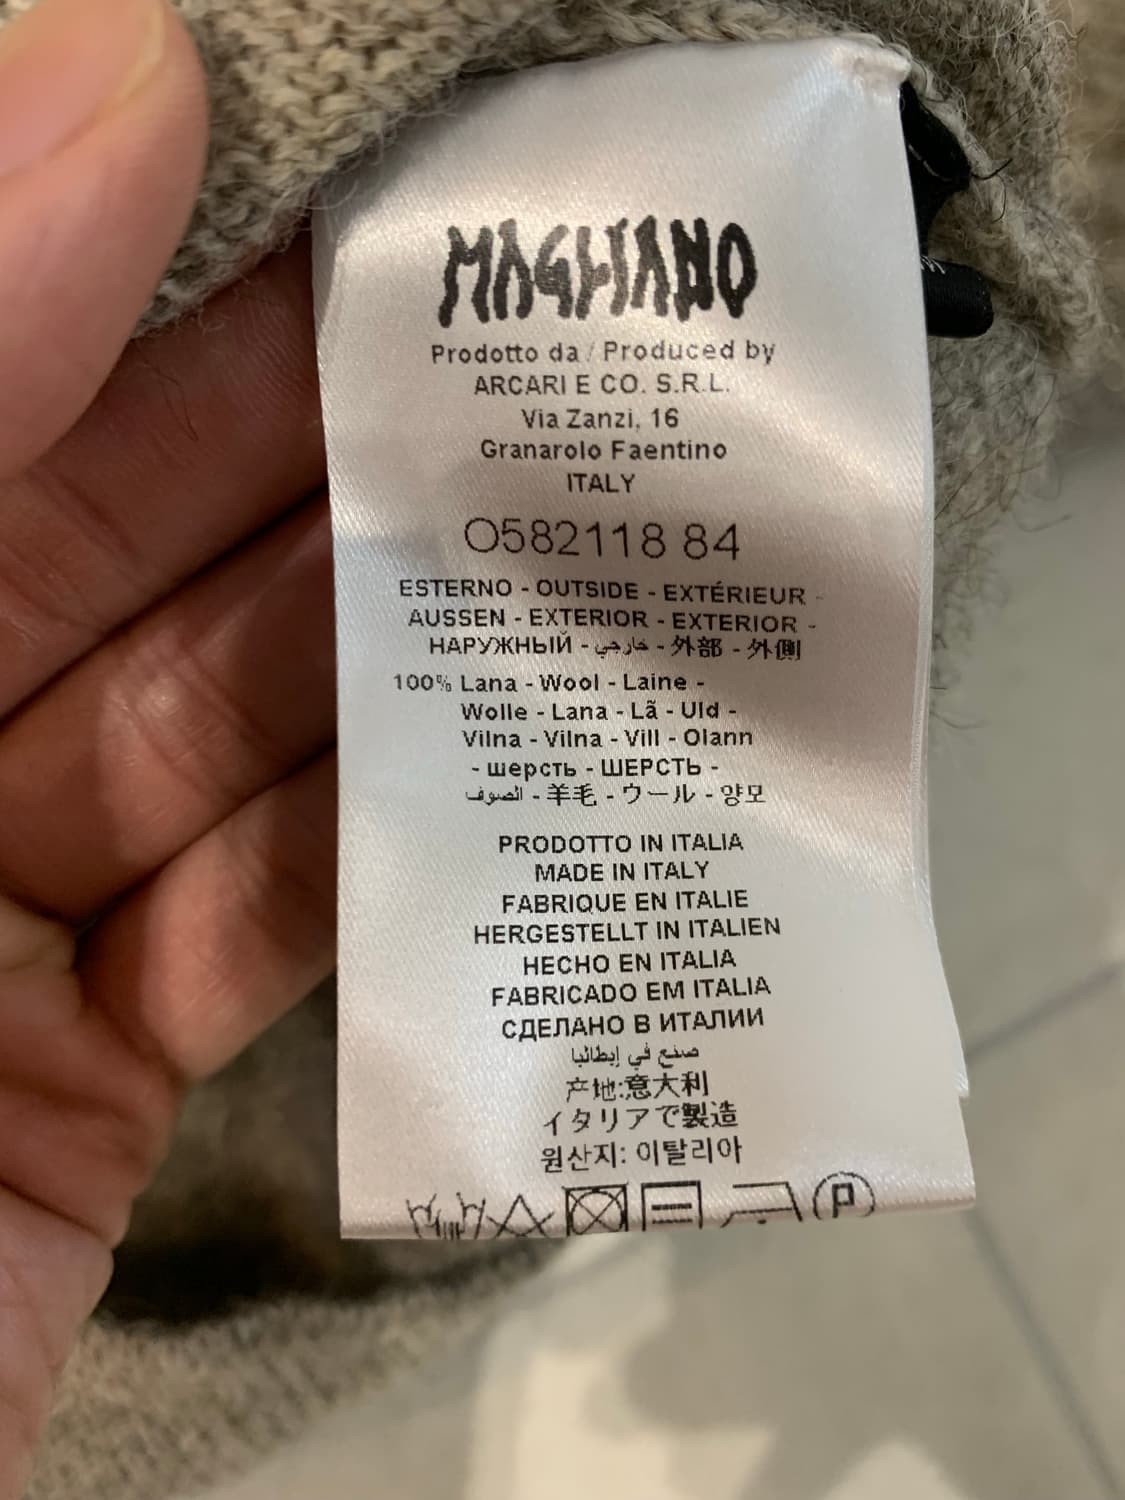 MAGLIANO
Prodotto da / Produced by
ARCARI E CO. S.R.L.
Via Zanzi, 16
Granarolo Faentino
ITALY
O582118 84
ESTERNO - OUTSIDE - EXTÉRIEUR -
AUSSEN - EXTERIOR - EXTERIOR -
НАРУЖНЫЙ - خارجي - 外部 - 外側
100% Lana - Wool - Laine -
Wolle - Lana - Lã - Uld -
Vilna - Vilna - Vill - Olann
- шерсть - ШЕРСТЬ -
الصوف - 羊毛 - ウール - 양모
PRODOTTO IN ITALIA
MADE IN ITALY
FABRIQUE EN ITALIE
HERGESTELLT IN ITALIEN
HECHO EN ITALIA
FABRICADO EM ITALIA
СДЕЛАНО В ИТАЛИИ
صنع في إيطاليا
产地:意大利
イタリアで製造
원산지: 이탈리아
P